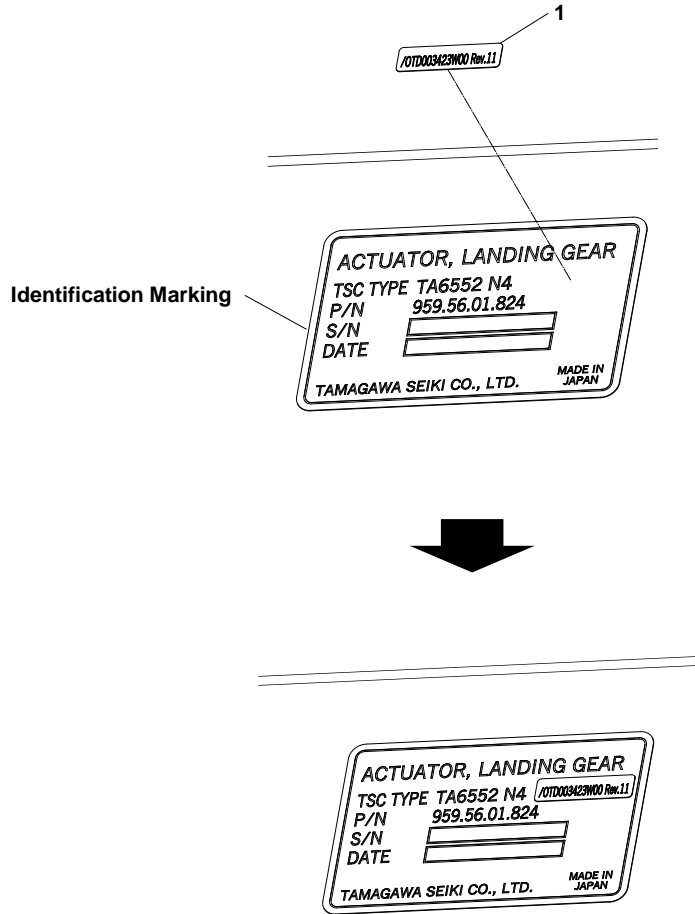 1
/OTD003423W00 Rev.11
Identification Marking
ACTUATOR, LANDING GEAR
TSC TYPE TA6552 N4
P/N 959.56.01.824
S/N
DATE
TAMAGAWA SEIKI CO., LTD.
MADE IN
JAPAN
ACTUATOR, LANDING GEAR
TSC TYPE TA6552 N4 /OTD003423W00 Rev.11
P/N 959.56.01.824
S/N
DATE
TAMAGAWA SEIKI CO., LTD.
MADE IN
JAPAN